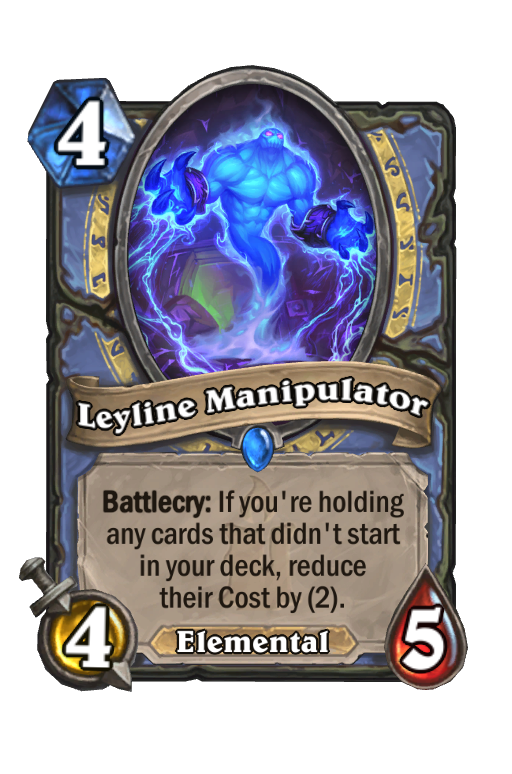 4
Leyline Manipulator
Battlecry: If you're holding
any cards that didn't start
in your deck, reduce
their Cost by (2).
4
Elemental
5